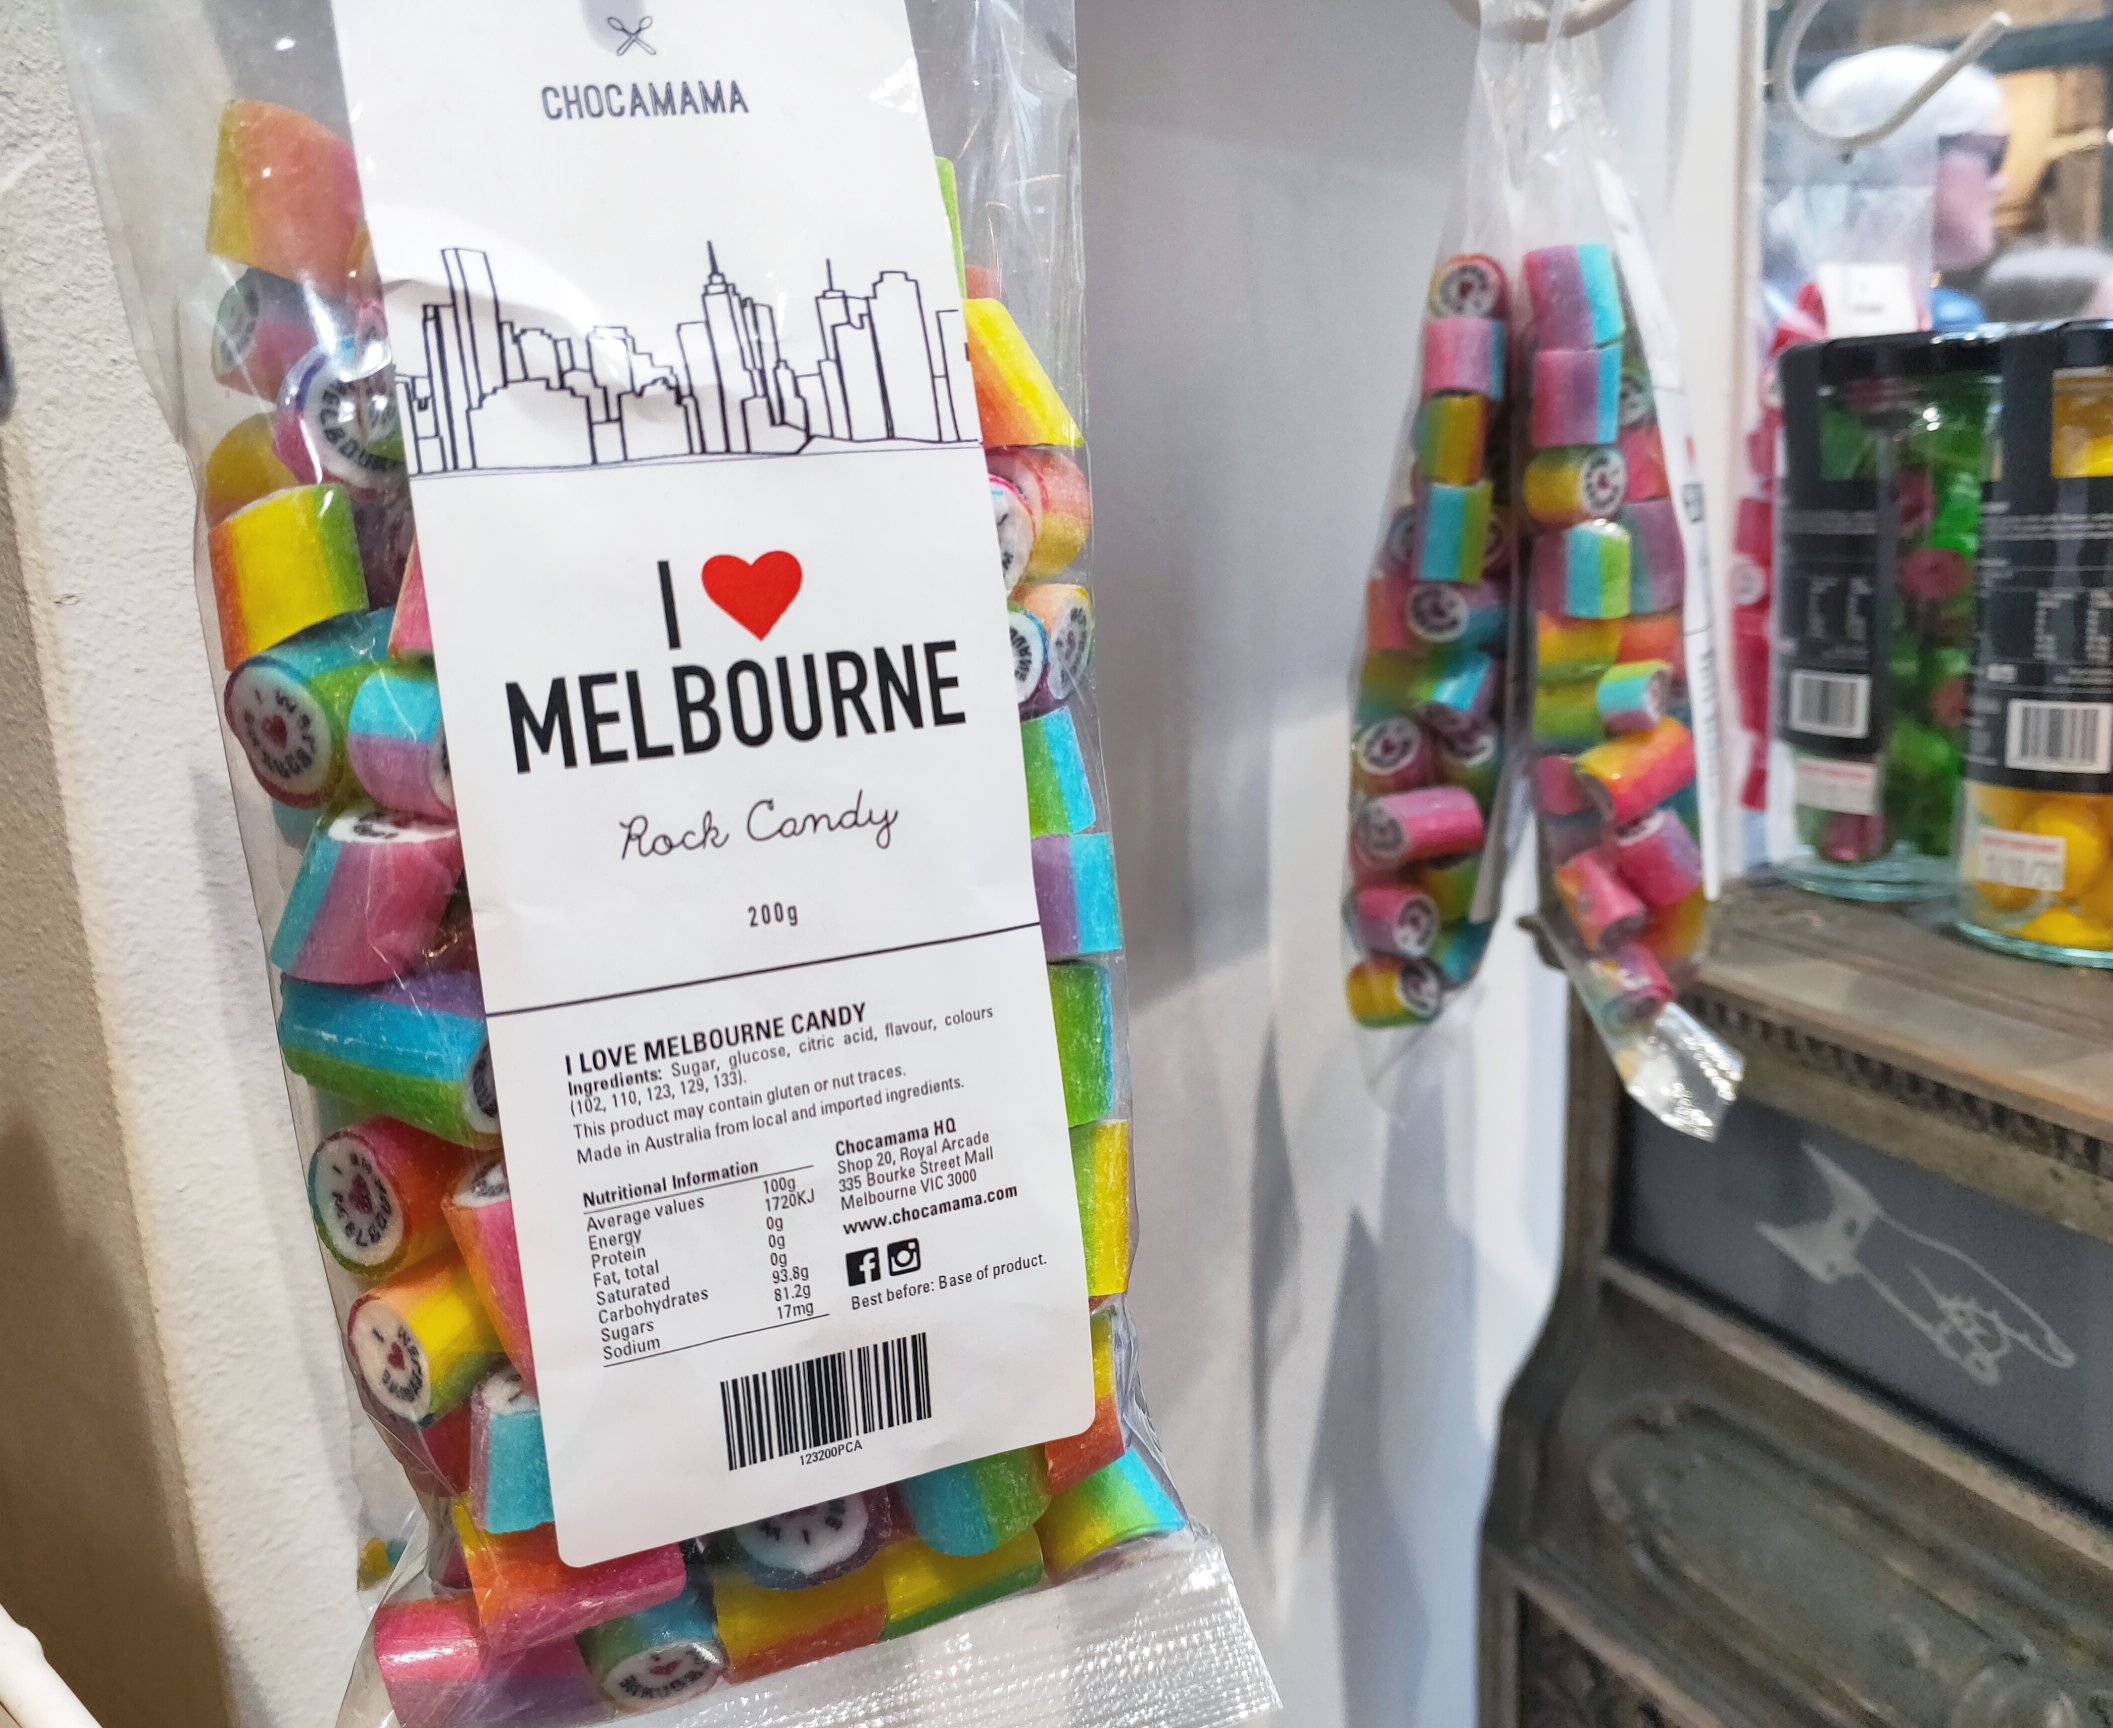 CHOCAMAMA
I ❤
MELBOURNE
Rock Candy
200g
I LOVE MELBOURNE CANDY
Ingredients: Sugar, glucose, citric acid, flavour, colours
(102, 110, 123, 129, 133).
This product may contain gluten or nut traces.
Made in Australia from local and imported ingredients.
Nutritional Information
Average values 100g
Energy 1720KJ
Protein 0g
Fat, total 0g
Saturated 0g
Carbohydrates 93.8g
Sugars 81.2g
Sodium 17mg
Chocamama HQ
Shop 20, Royal Arcade
335 Bourke Street Mall
Melbourne VIC 3000
www.chocamama.com
Best before: Base of product.
123200PCA